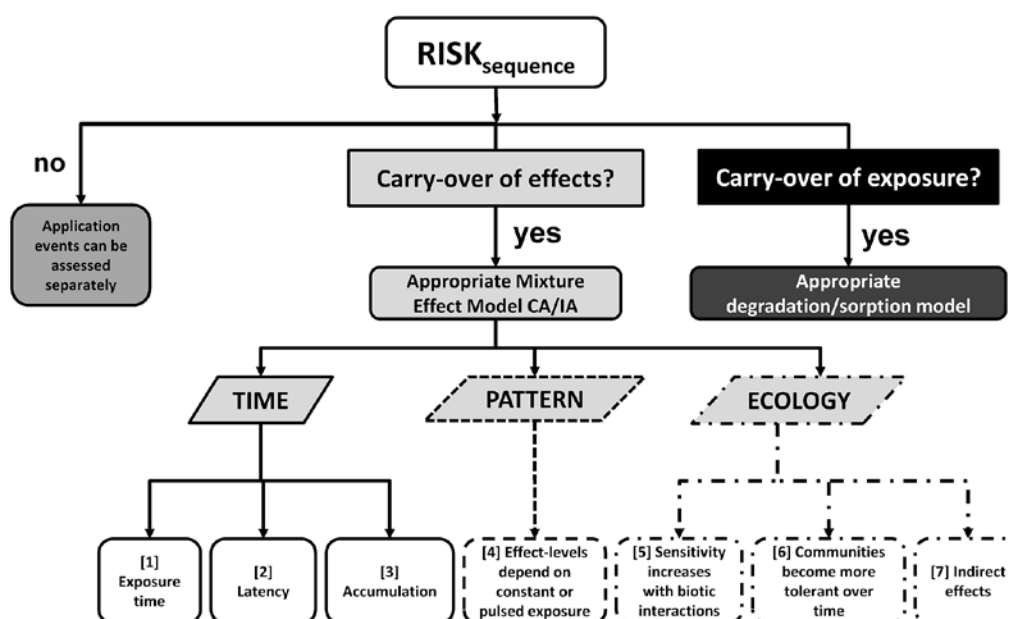 RISKsequence
no
Carry-over of effects?
Carry-over of exposure?
Application
events can be
assessed
separately
yes
yes
Appropriate Mixture
Effect Model CA/IA
Appropriate
degradation/sorption model
TIME
PATTERN
ECOLOGY
[1]
Exposure
time
[2]
Latency
[3]
Accumulation
[4] Effect-levels
depend on
constant or
pulsed exposure
[5] Sensitivity
increases
with biotic
interactions
[6] Communities
become more
tolerant over
time
[7] Indirect
effects